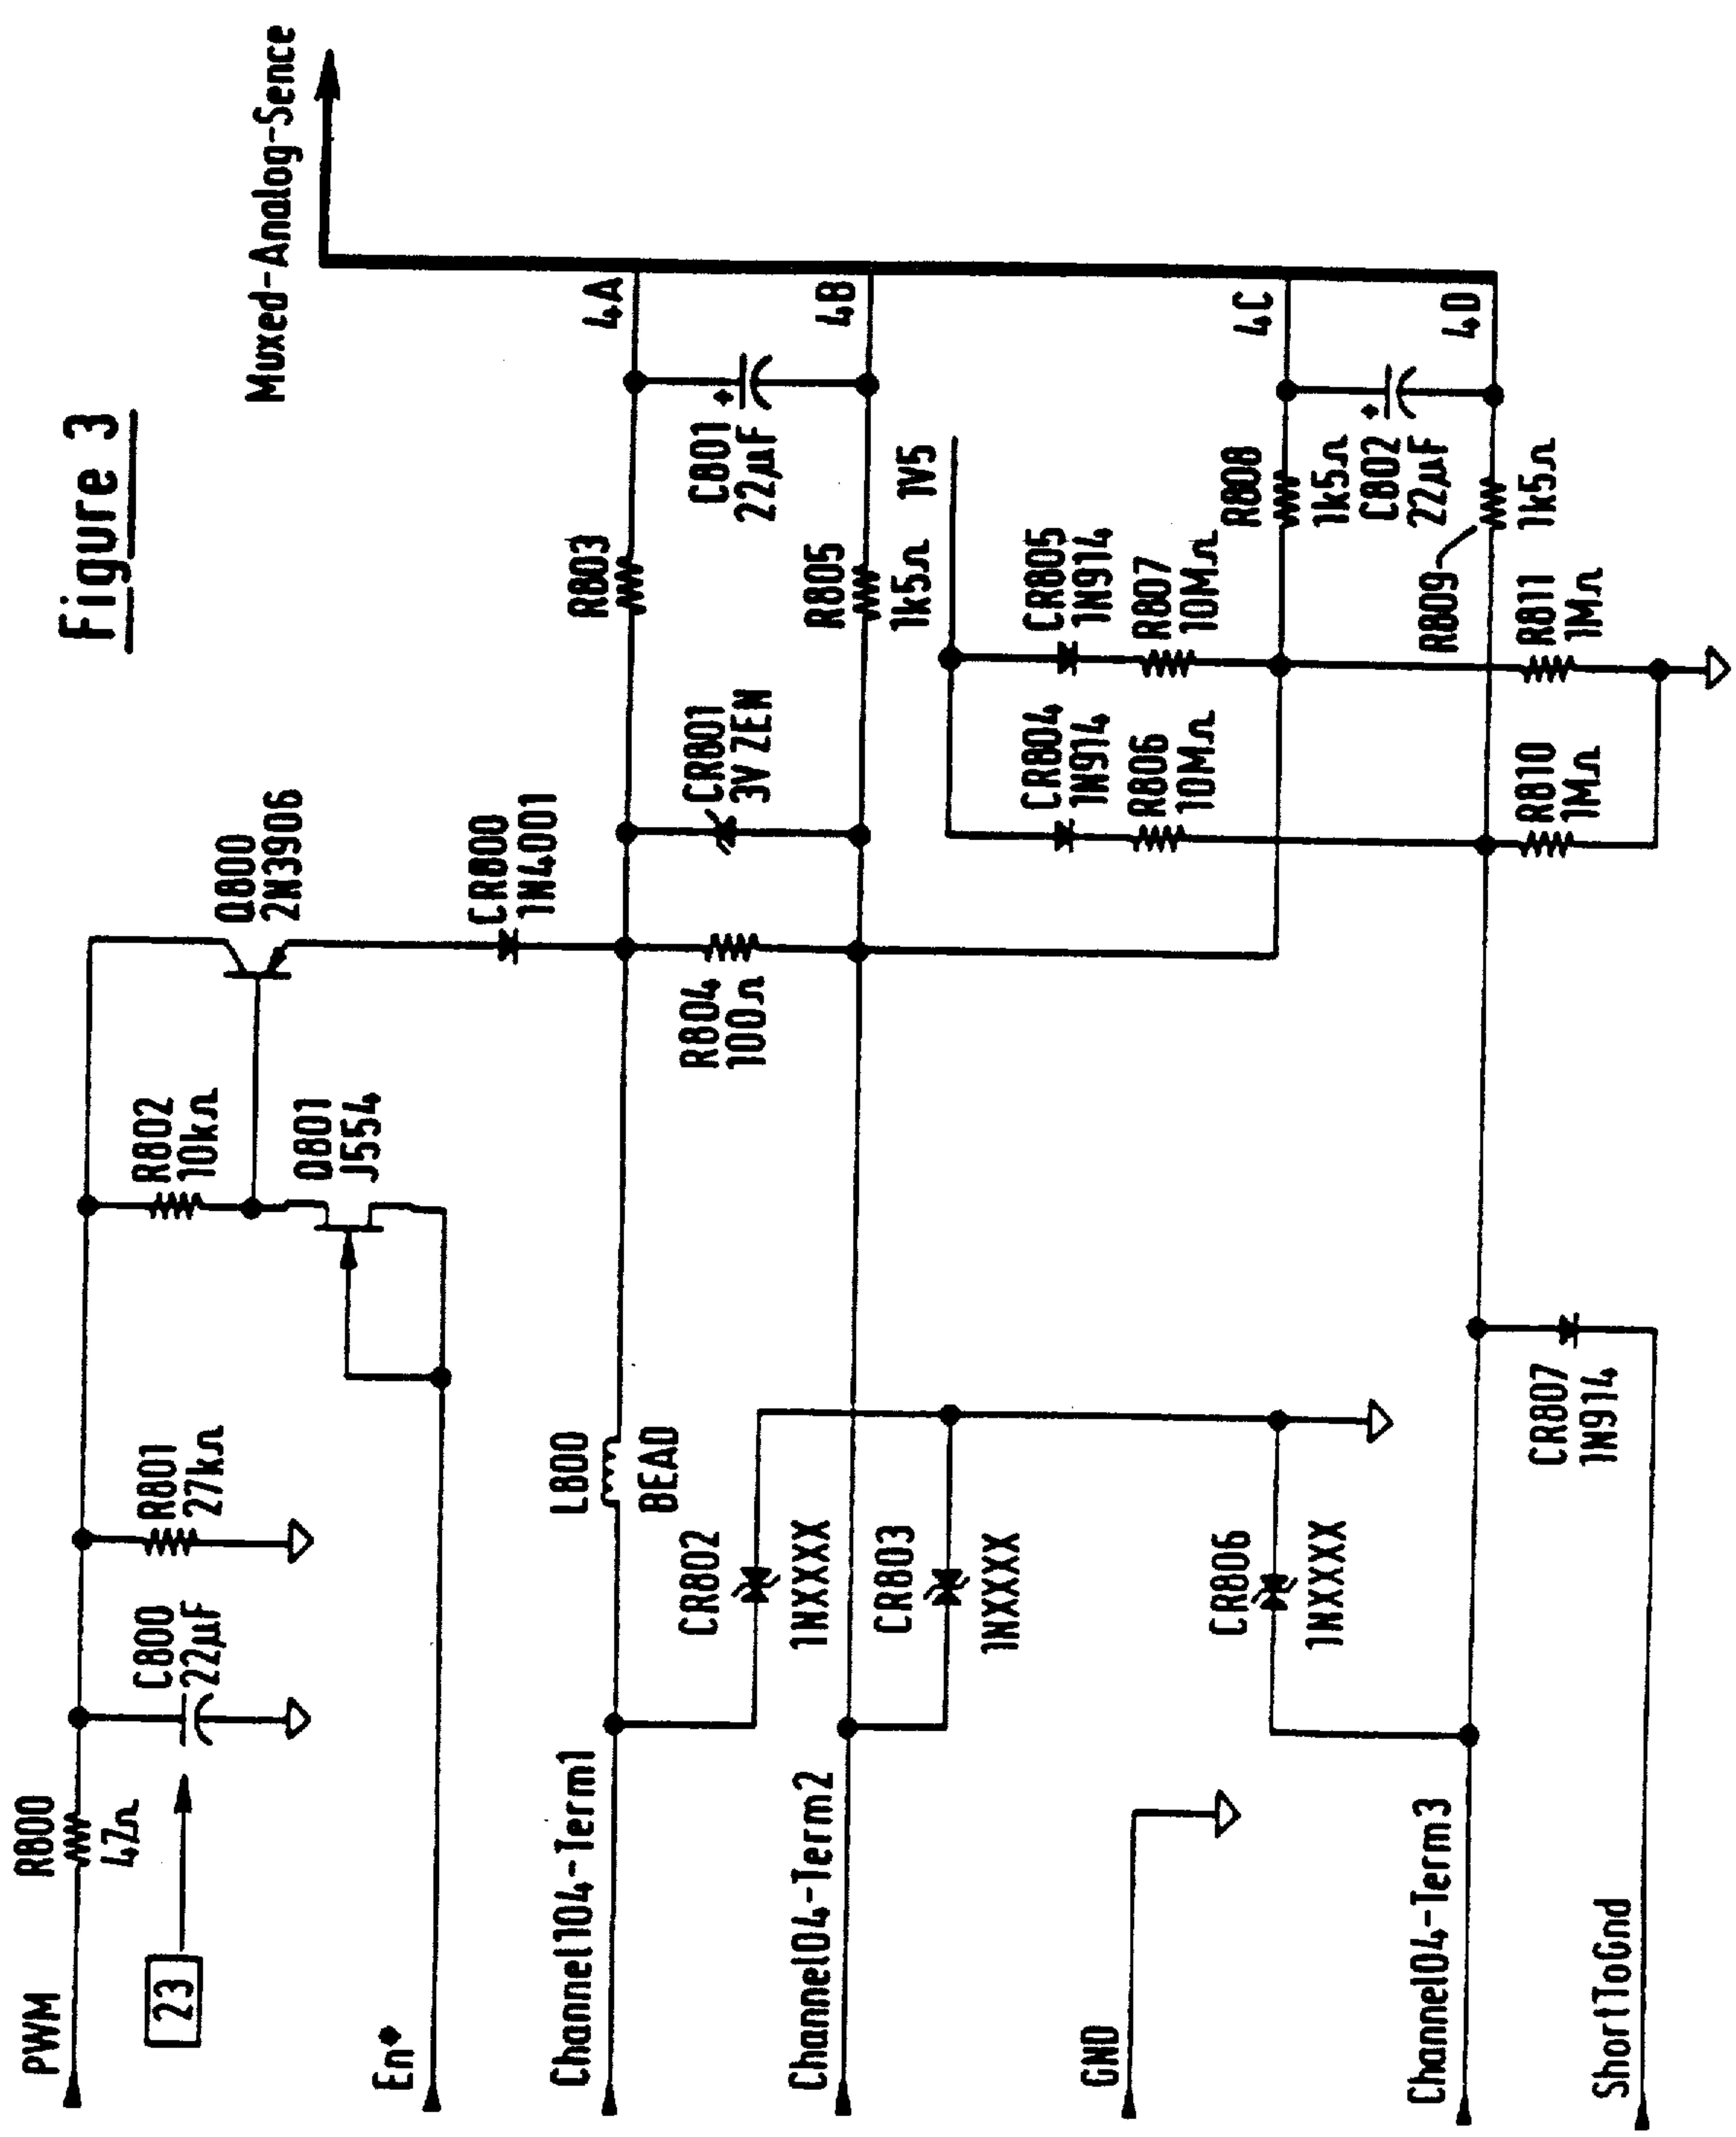 Figure 3
Muxed-Analog-Sence
PWM
R800
47Ω
23
C800
22µF
R801
27kΩ
R802
10kΩ
Q801
J554
Q800
2N3906
CR800
1N4001
En*
Channel104-Term1
L800
BEAD
R803
4A
CR802
1NXXXX
R804
100Ω
CR801
3V ZEN
C801
+
22µF
Channel04-Term2
R805
1k5Ω
4B
CR803
1NXXXX
1V5
CR804
1N914
R806
10MΩ
CR805
1N914
R807
10MΩ
GND
CR806
1NXXXX
R808
1k5Ω
4C
C802
+
22µF
Channel04-Term3
R809
1k5Ω
4D
CR807
1N914
R810
1MΩ
R811
1MΩ
ShortToGnd